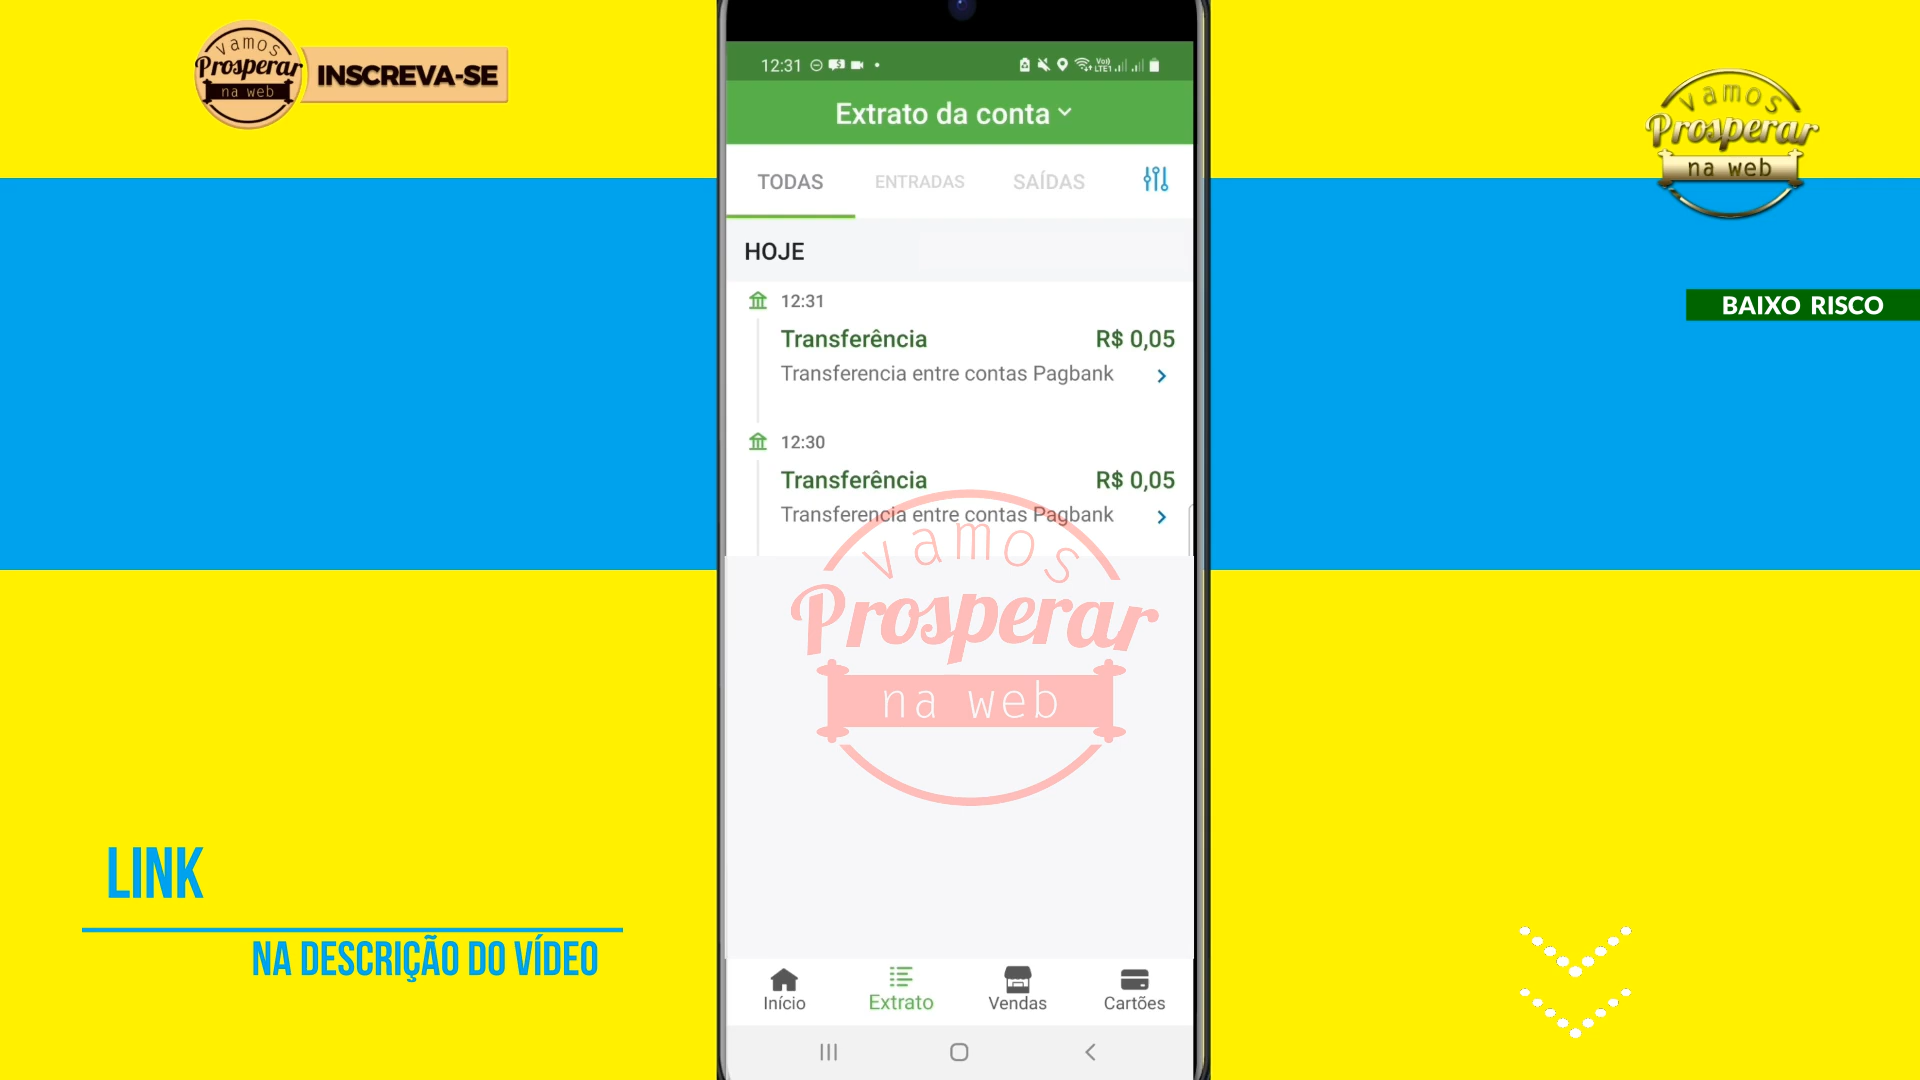 vamos
Prosperar
na web
INSCREVA-SE
vamos
Prosperar
na web
BAIXO RISCO
12:31
Extrato da conta
TODAS
ENTRADAS
SAÍDAS
HOJE
12:31
Transferência R$ 0,05
Transferencia entre contas Pagbank
12:30
Transferência R$ 0,05
Transferencia entre contas Pagbank
vamos
Prosperar
na web
LINK
NA DESCRIÇÃO DO VÍDEO
Início
Extrato
Vendas
Cartões